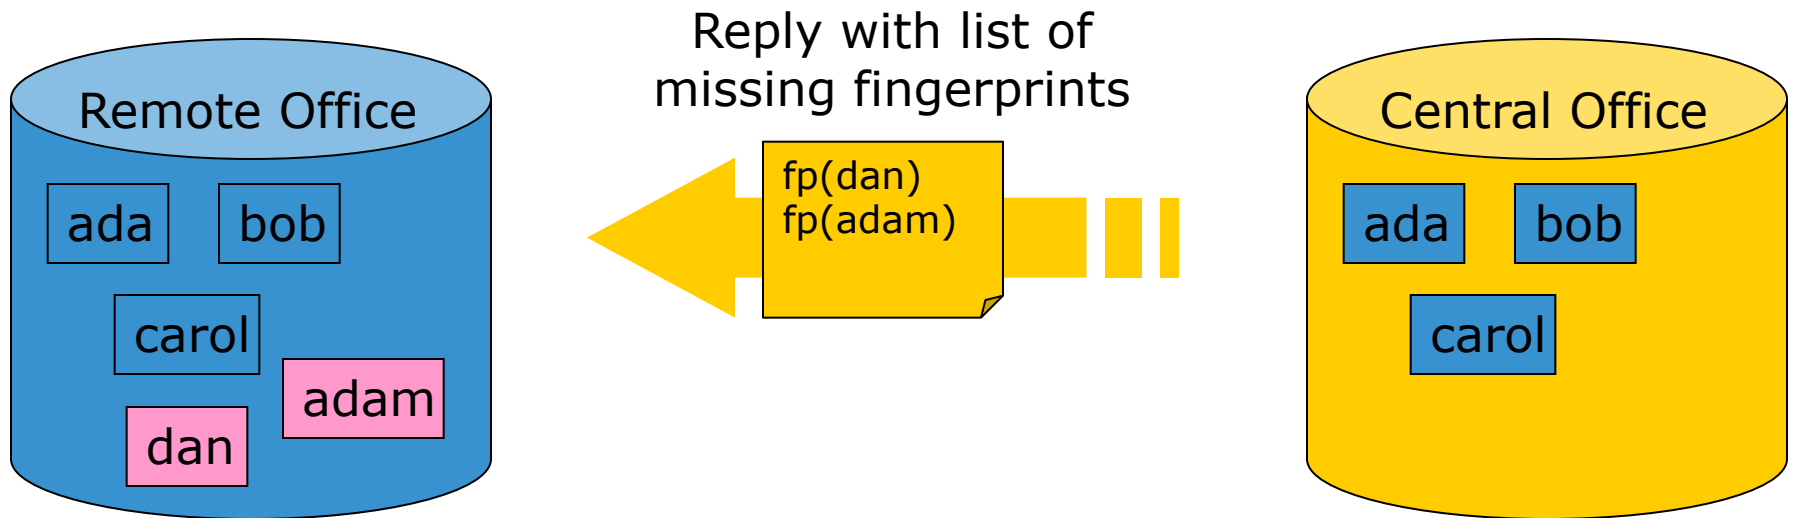 Reply with list of
missing fingerprints
Remote Office
ada
bob
carol
adam
dan
fp(dan)
fp(adam)
Central Office
ada
bob
carol